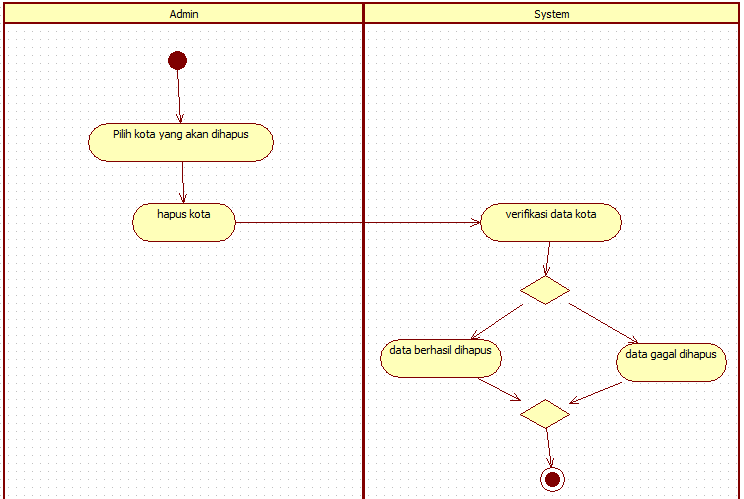 Admin
System
Pilih kota yang akan dihapus
hapus kota
verifikasi data kota
data berhasil dihapus
data gagal dihapus